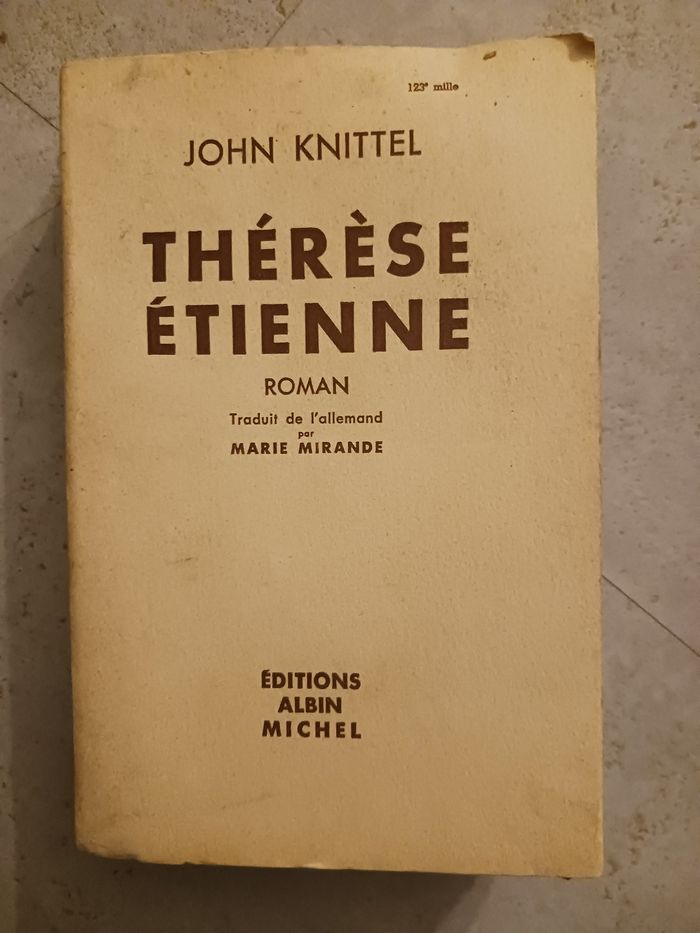 123e mille
JOHN KNITTEL
THÉRÈSE
ÉTIENNE
ROMAN
Traduit de l'allemand
par
MARIE MIRANDE
ÉDITIONS
ALBIN
MICHEL